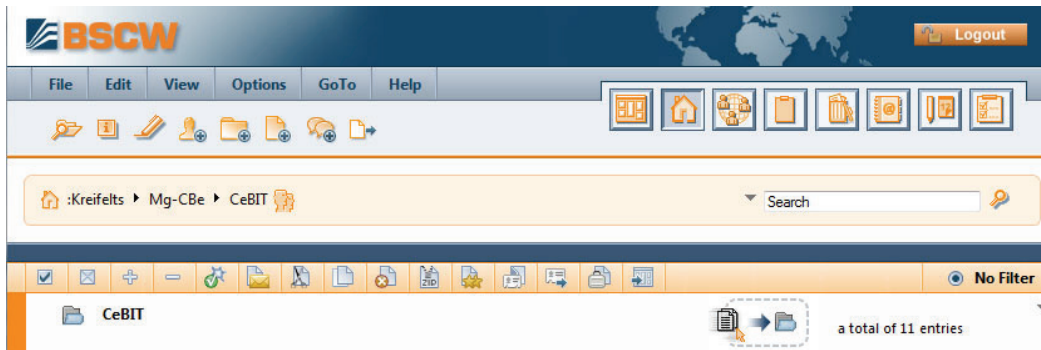 BSCW
Logout
File Edit View Options GoTo Help
:Kreifelts Mg-CBe CeBIT
Search
ZIP
No Filter
CeBIT
a total of 11 entries